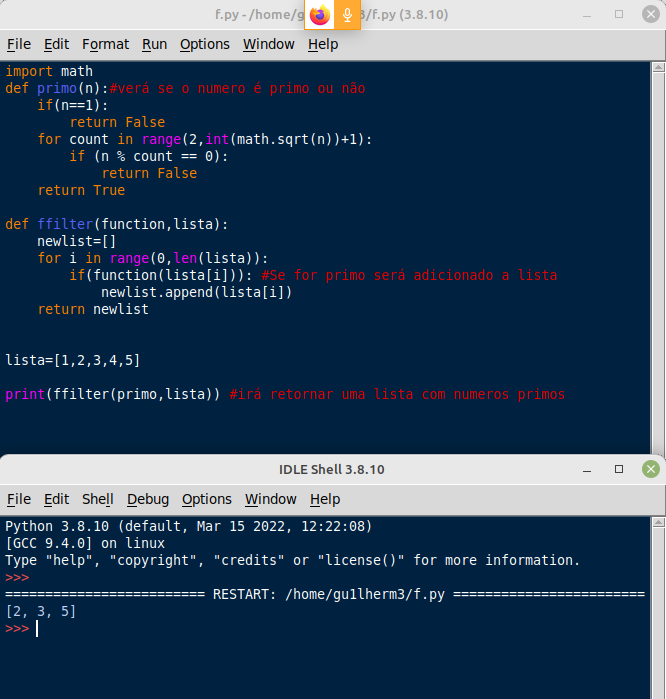 f.py - /home/g 3/f.py (3.8.10)
File Edit Format Run Options Window Help
import math
def primo(n):#verá se o numero é primo ou não
    if(n==1):
        return False
    for count in range(2,int(math.sqrt(n))+1):
        if (n % count == 0):
            return False
    return True
def ffilter(function,lista):
    newlist=[]
    for i in range(0,len(lista)):
        if(function(lista[i])): #Se for primo será adicionado a lista
            newlist.append(lista[i])
    return newlist
lista=[1,2,3,4,5]
print(ffilter(primo,lista)) #irá retornar uma lista com numeros primos
IDLE Shell 3.8.10
File Edit Shell Debug Options Window Help
Python 3.8.10 (default, Mar 15 2022, 12:22:08)
[GCC 9.4.0] on linux
Type "help", "copyright", "credits" or "license()" for more information.
>>>
========================= RESTART: /home/gu1lherm3/f.py ========================
[2, 3, 5]
>>>